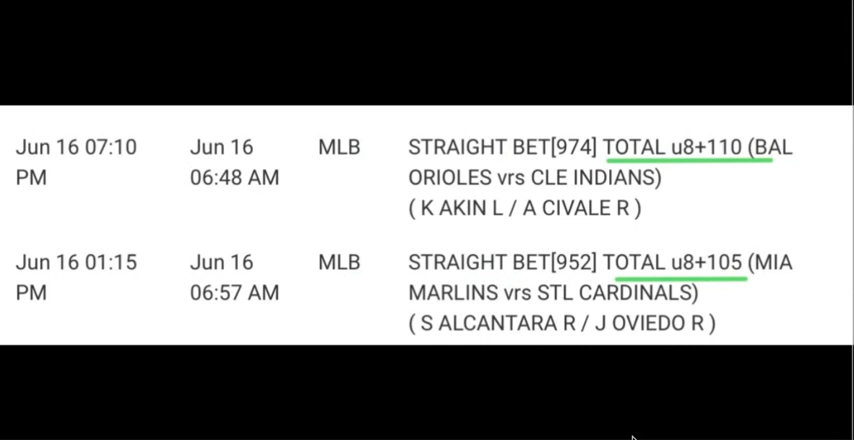 Jun 16 07:10 Jun 16 MLB STRAIGHT BET[974] TOTAL u8+110 (BAL
PM 06:48 AM ORIOLES vrs CLE INDIANS)
( K AKIN L / A CIVALE R )
Jun 16 01:15 Jun 16 MLB STRAIGHT BET[952] TOTAL u8+105 (MIA
PM 06:57 AM MARLINS vrs STL CARDINALS)
( S ALCANTARA R / J OVIEDO R )